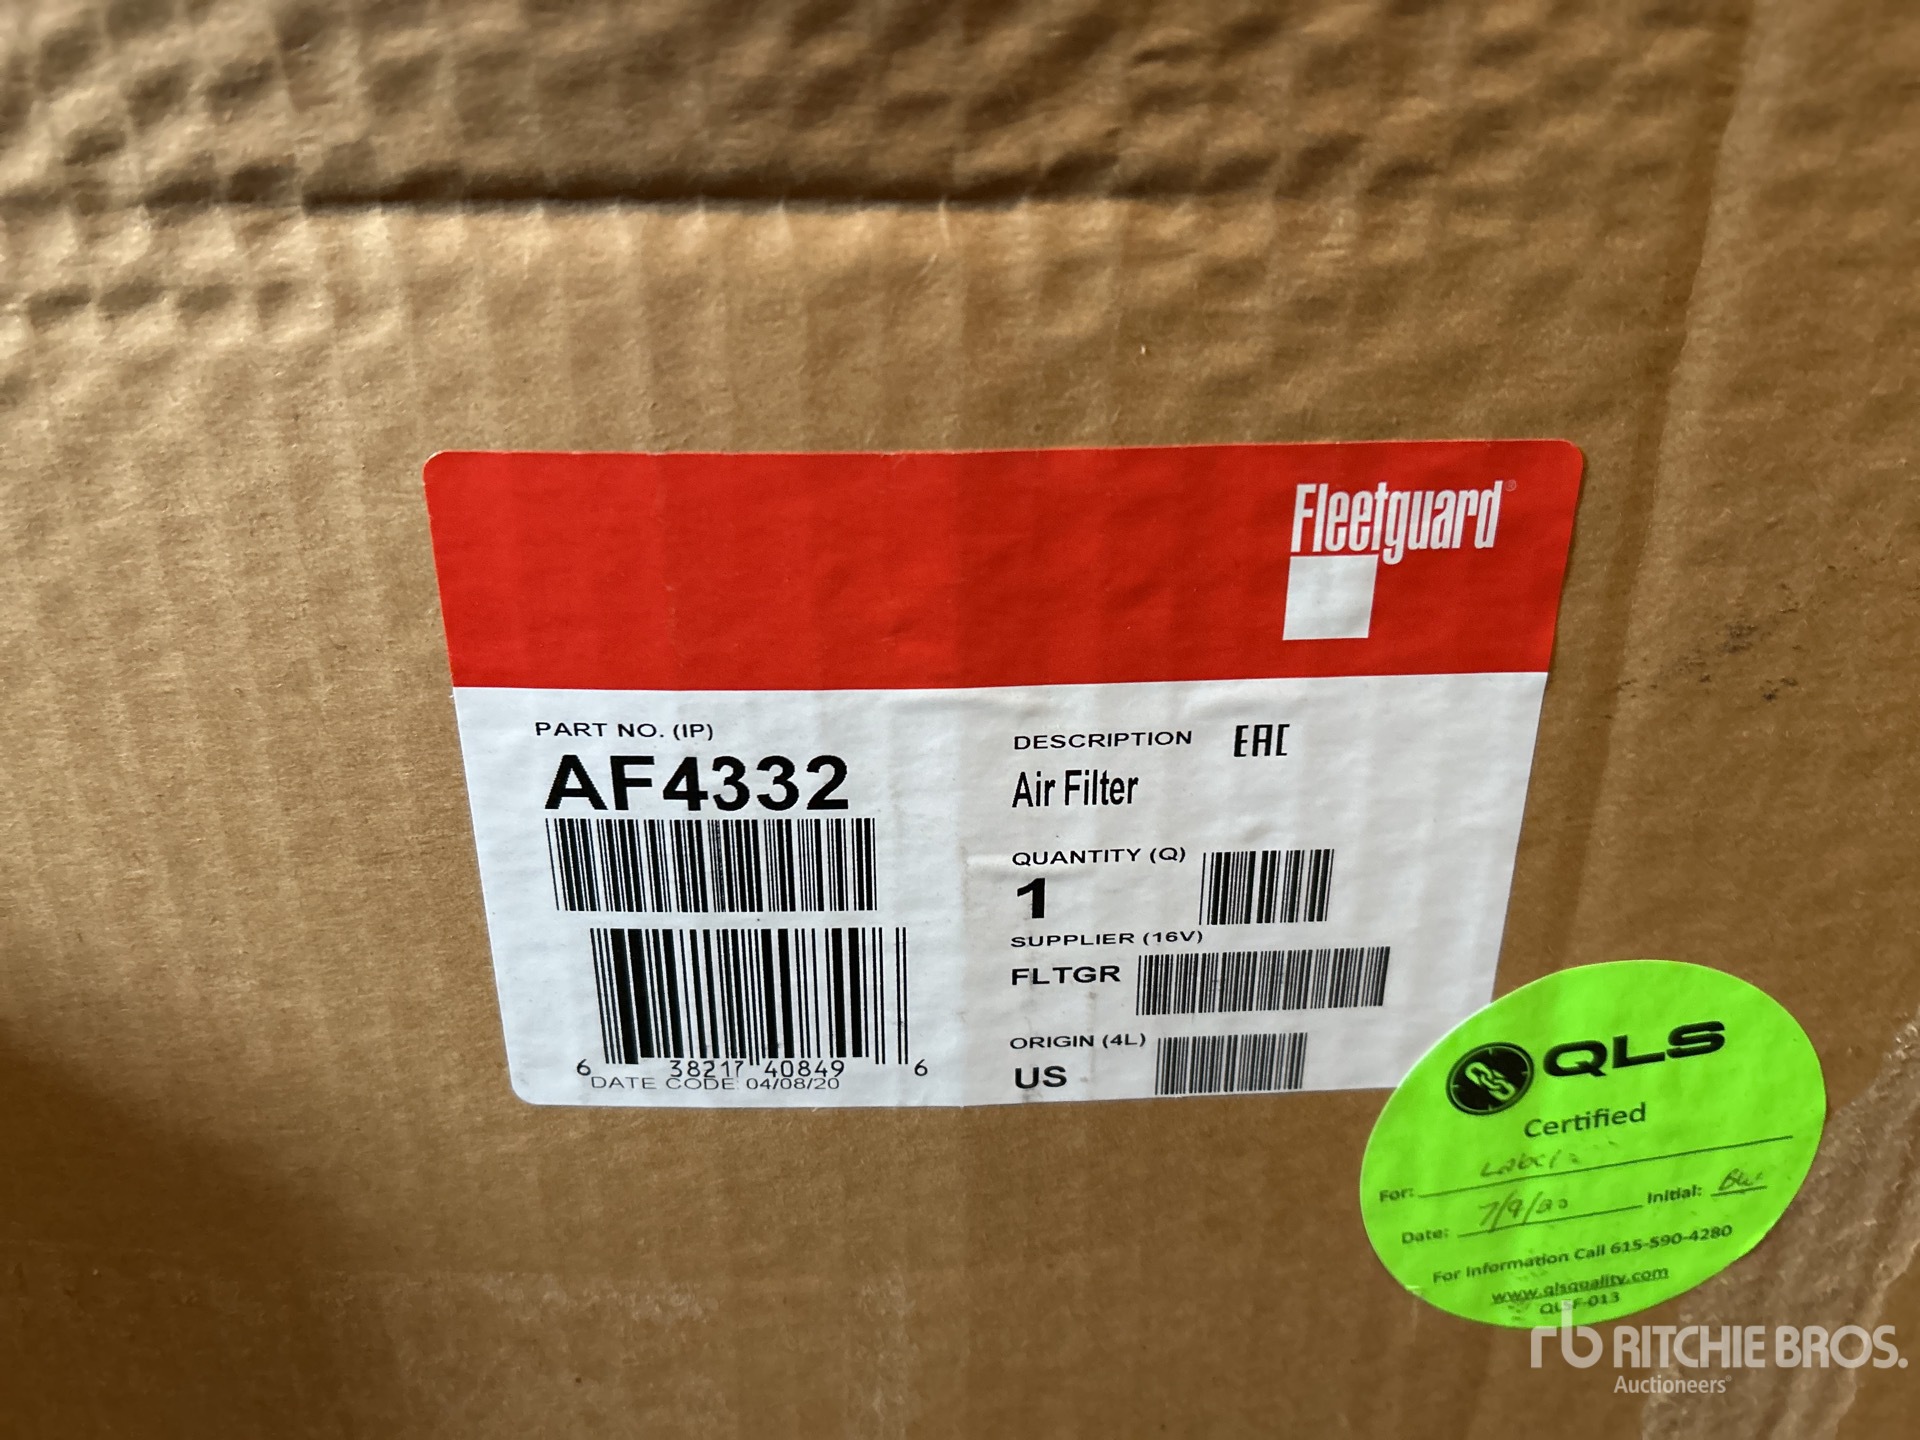 Fleetguard®
PART NO. (IP)
AF4332
DESCRIPTION EAC
Air Filter
QUANTITY (Q)
1
SUPPLIER (16V)
FLTGR
ORIGIN (4L)
US
6 38217 40849 6
DATE CODE: 04/08/20
QLS
Certified
For: Labels
Date: 7/9/20 Initial:
For Information Call 615-590-4280
www.qlsquality.com
QLSF-013
rb RITCHIE BROS.
Auctioneers